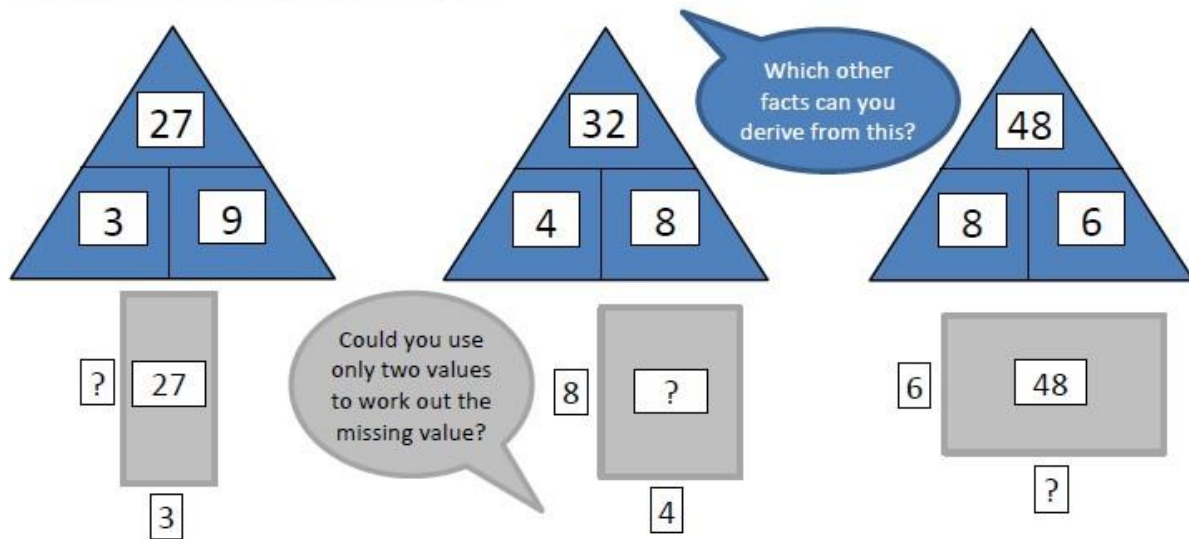 27
3 9
32
4 8
Which other
facts can you
derive from this?
48
8 6
? 27
3
Could you use
only two values
to work out the
missing value?
8 ?
4
6 48
?